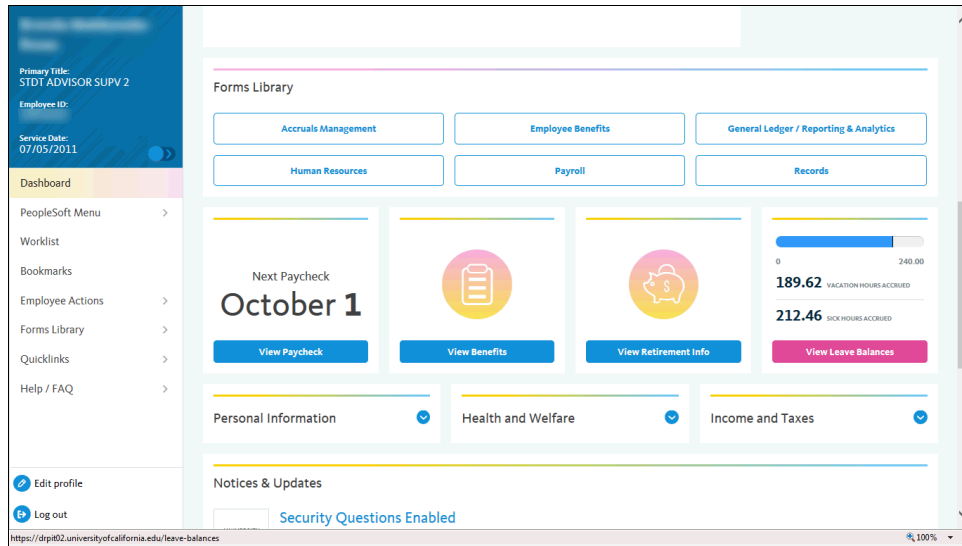 Primary Title:
STDT ADVISOR SUPV 2
Employee ID:
Service Date:
07/05/2011
Dashboard
PeopleSoft Menu
Worklist
Bookmarks
Employee Actions
Forms Library
Quicklinks
Help / FAQ
Edit profile
Log out
Forms Library
Accruals Management
Employee Benefits
General Ledger / Reporting & Analytics
Human Resources
Payroll
Records
Next Paycheck
October 1
View Paycheck
View Benefits
View Retirement Info
0 240.00
189.62 VACATION HOURS ACCRUED
212.46 SICK HOURS ACCRUED
View Leave Balances
Personal Information
Health and Welfare
Income and Taxes
Notices & Updates
Security Questions Enabled
https://drpit02.universityofcalifornia.edu/leave-balances
100%